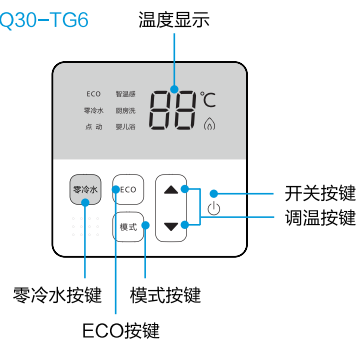 Q30-TG6
温度显示
ECO 智温感
零冷水 厨房洗
点 动 婴儿浴
88℃
零冷水
ECO
模式
开关按键
调温按键
零冷水按键
模式按键
ECO按键